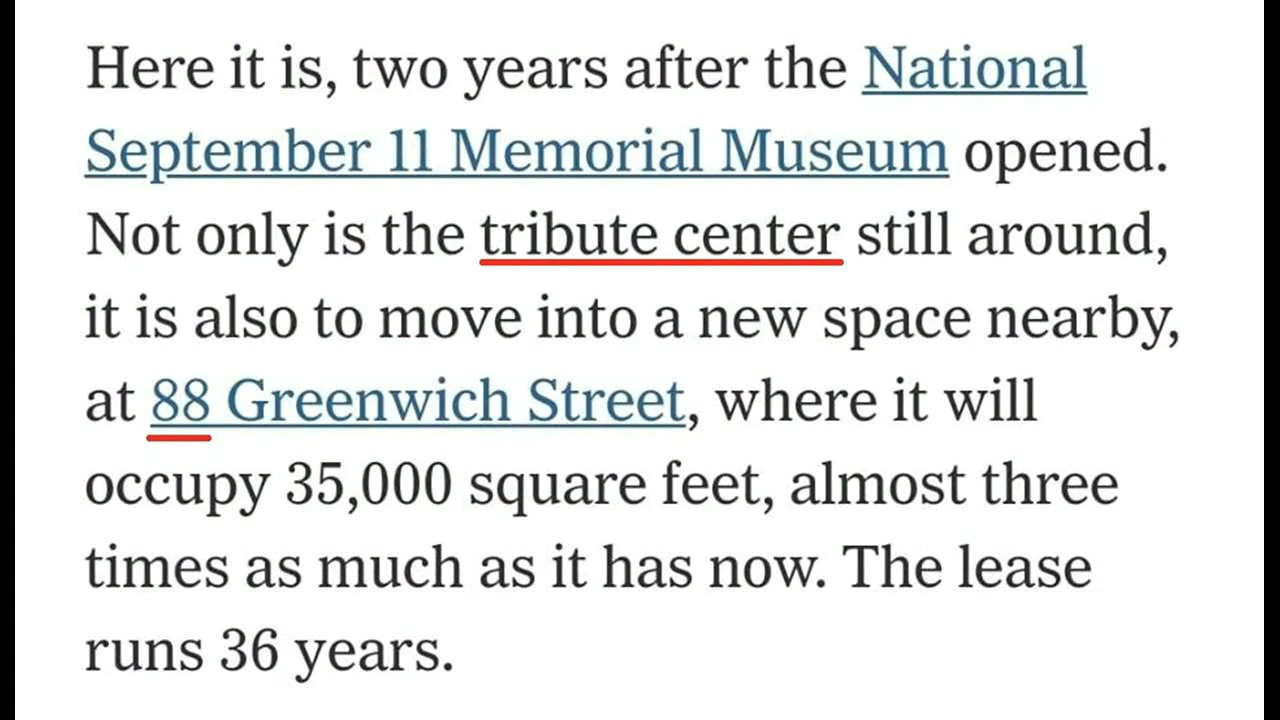 Here it is, two years after the National
September 11 Memorial Museum opened.
Not only is the tribute center still around,
it is also to move into a new space nearby,
at 88 Greenwich Street, where it will
occupy 35,000 square feet, almost three
times as much as it has now. The lease
runs 36 years.